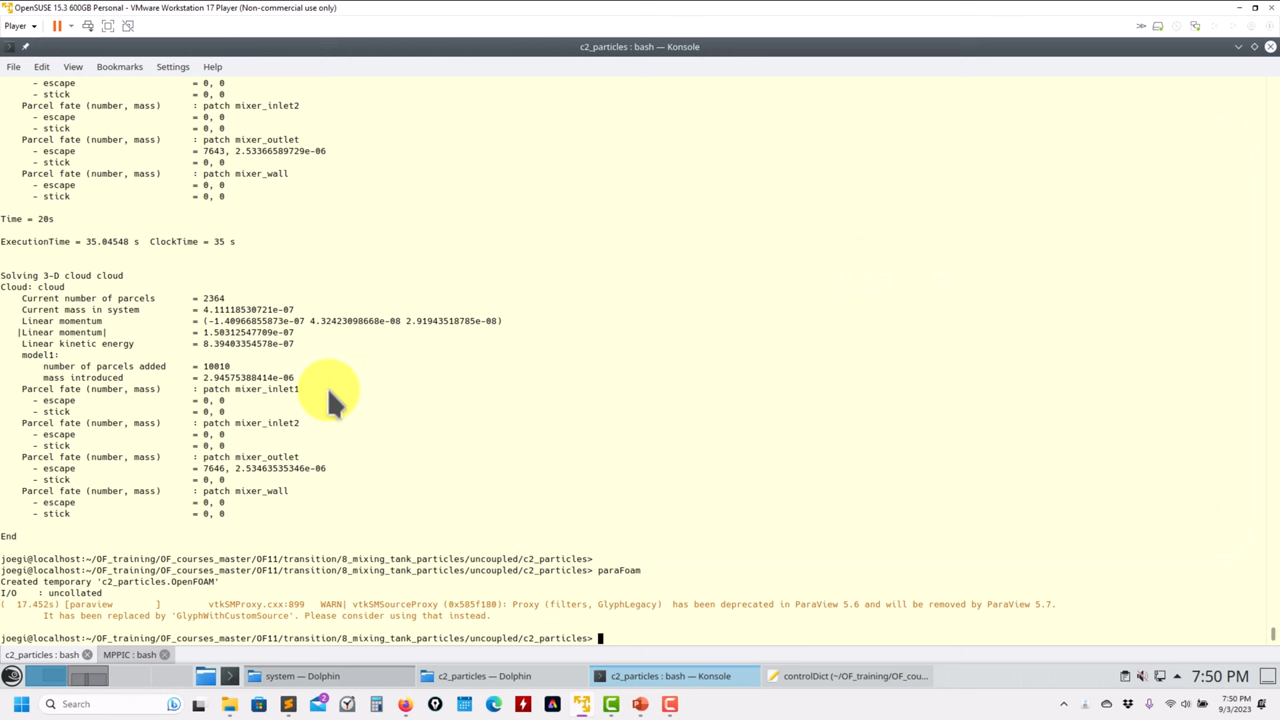 OpenSUSE 15.3 600GB Personal - VMware Workstation 17 Player (Non-commercial use only)
Player
c2_particles : bash — Konsole
File Edit View Bookmarks Settings Help
- escape = 0, 0
- stick = 0, 0
Parcel fate (number, mass) : patch mixer_inlet2
- escape = 0, 0
- stick = 0, 0
Parcel fate (number, mass) : patch mixer_outlet
- escape = 7643, 2.53366589729e-06
- stick = 0, 0
Parcel fate (number, mass) : patch mixer_wall
- escape = 0, 0
- stick = 0, 0
Time = 20s
ExecutionTime = 35.04548 s ClockTime = 35 s
Solving 3-D cloud cloud
Cloud: cloud
Current number of parcels = 2364
Current mass in system = 4.11118530721e-07
Linear momentum = (-1.40966855873e-07 4.32423098668e-08 2.91943518785e-08)
|Linear momentum| = 1.50312547709e-07
Linear kinetic energy = 8.39403354578e-07
model1:
number of parcels added = 10010
mass introduced = 2.94575388414e-06
Parcel fate (number, mass) : patch mixer_inlet1
- escape = 0, 0
- stick = 0, 0
Parcel fate (number, mass) : patch mixer_inlet2
- escape = 0, 0
- stick = 0, 0
Parcel fate (number, mass) : patch mixer_outlet
- escape = 7646, 2.53463535346e-06
- stick = 0, 0
Parcel fate (number, mass) : patch mixer_wall
- escape = 0, 0
- stick = 0, 0
End
joegi@localhost:~/OF_training/OF_courses_master/OF11/transition/8_mixing_tank_particles/uncoupled/c2_particles>
joegi@localhost:~/OF_training/OF_courses_master/OF11/transition/8_mixing_tank_particles/uncoupled/c2_particles> paraFoam
Created temporary 'c2_particles.OpenFOAM'
I/O : uncollated
( 17.452s) [paraview ] vtkSMProxy.cxx:899 WARN| vtkSMSourceProxy (0x585f180): Proxy (filters, GlyphLegacy) has been deprecated in ParaView 5.6 and will be removed by ParaView 5.7.
It has been replaced by 'GlyphWithCustomSource'. Please consider using that instead.
joegi@localhost:~/OF_training/OF_courses_master/OF11/transition/8_mixing_tank_particles/uncoupled/c2_particles>
c2_particles : bash MPPIC : bash
system — Dolphin c2_particles — Dolphin c2_particles : bash — Konsole controlDict (~/OF_training/OF_cou... 7:50 PM
Search 7:50 PM
9/3/2023